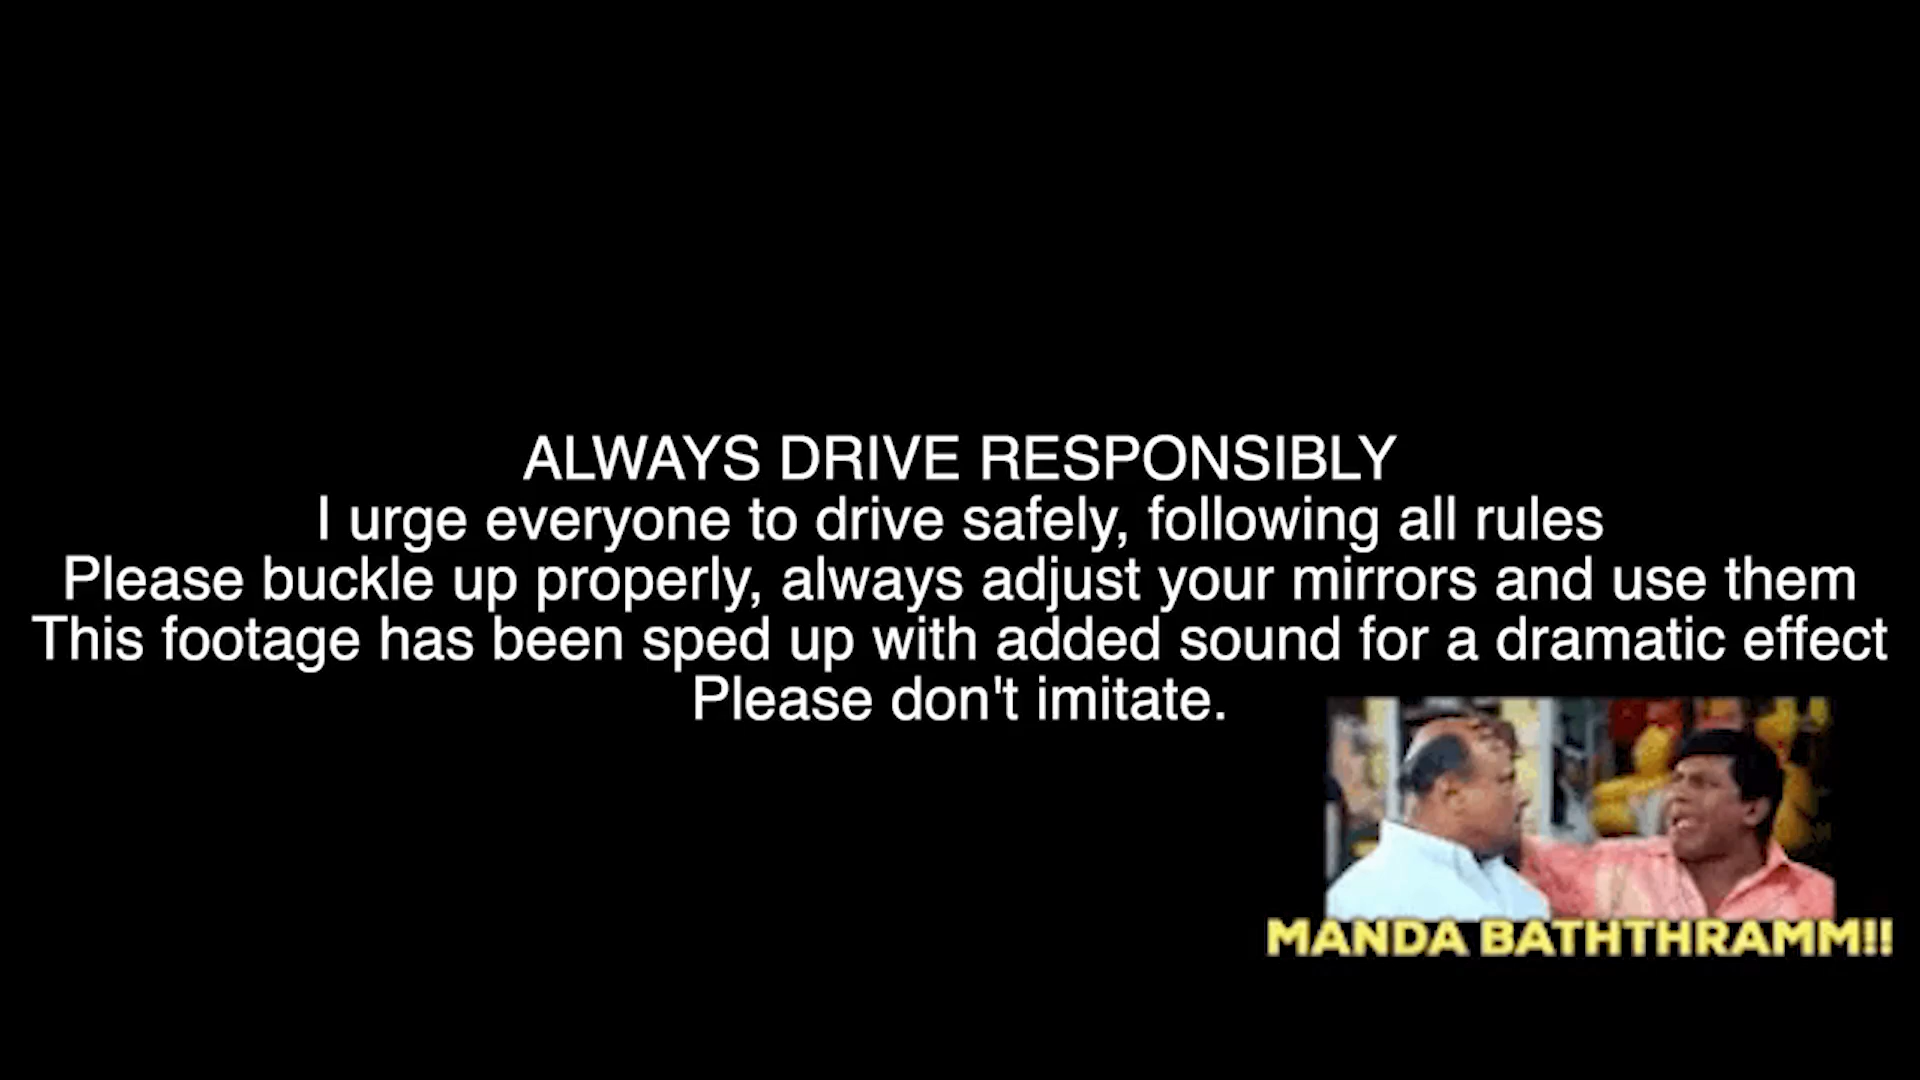 ALWAYS DRIVE RESPONSIBLY
I urge everyone to drive safely, following all rules
Please buckle up properly, always adjust your mirrors and use them
This footage has been sped up with added sound for a dramatic effect
Please don't imitate.
MANDA BATHTHRAMM!!